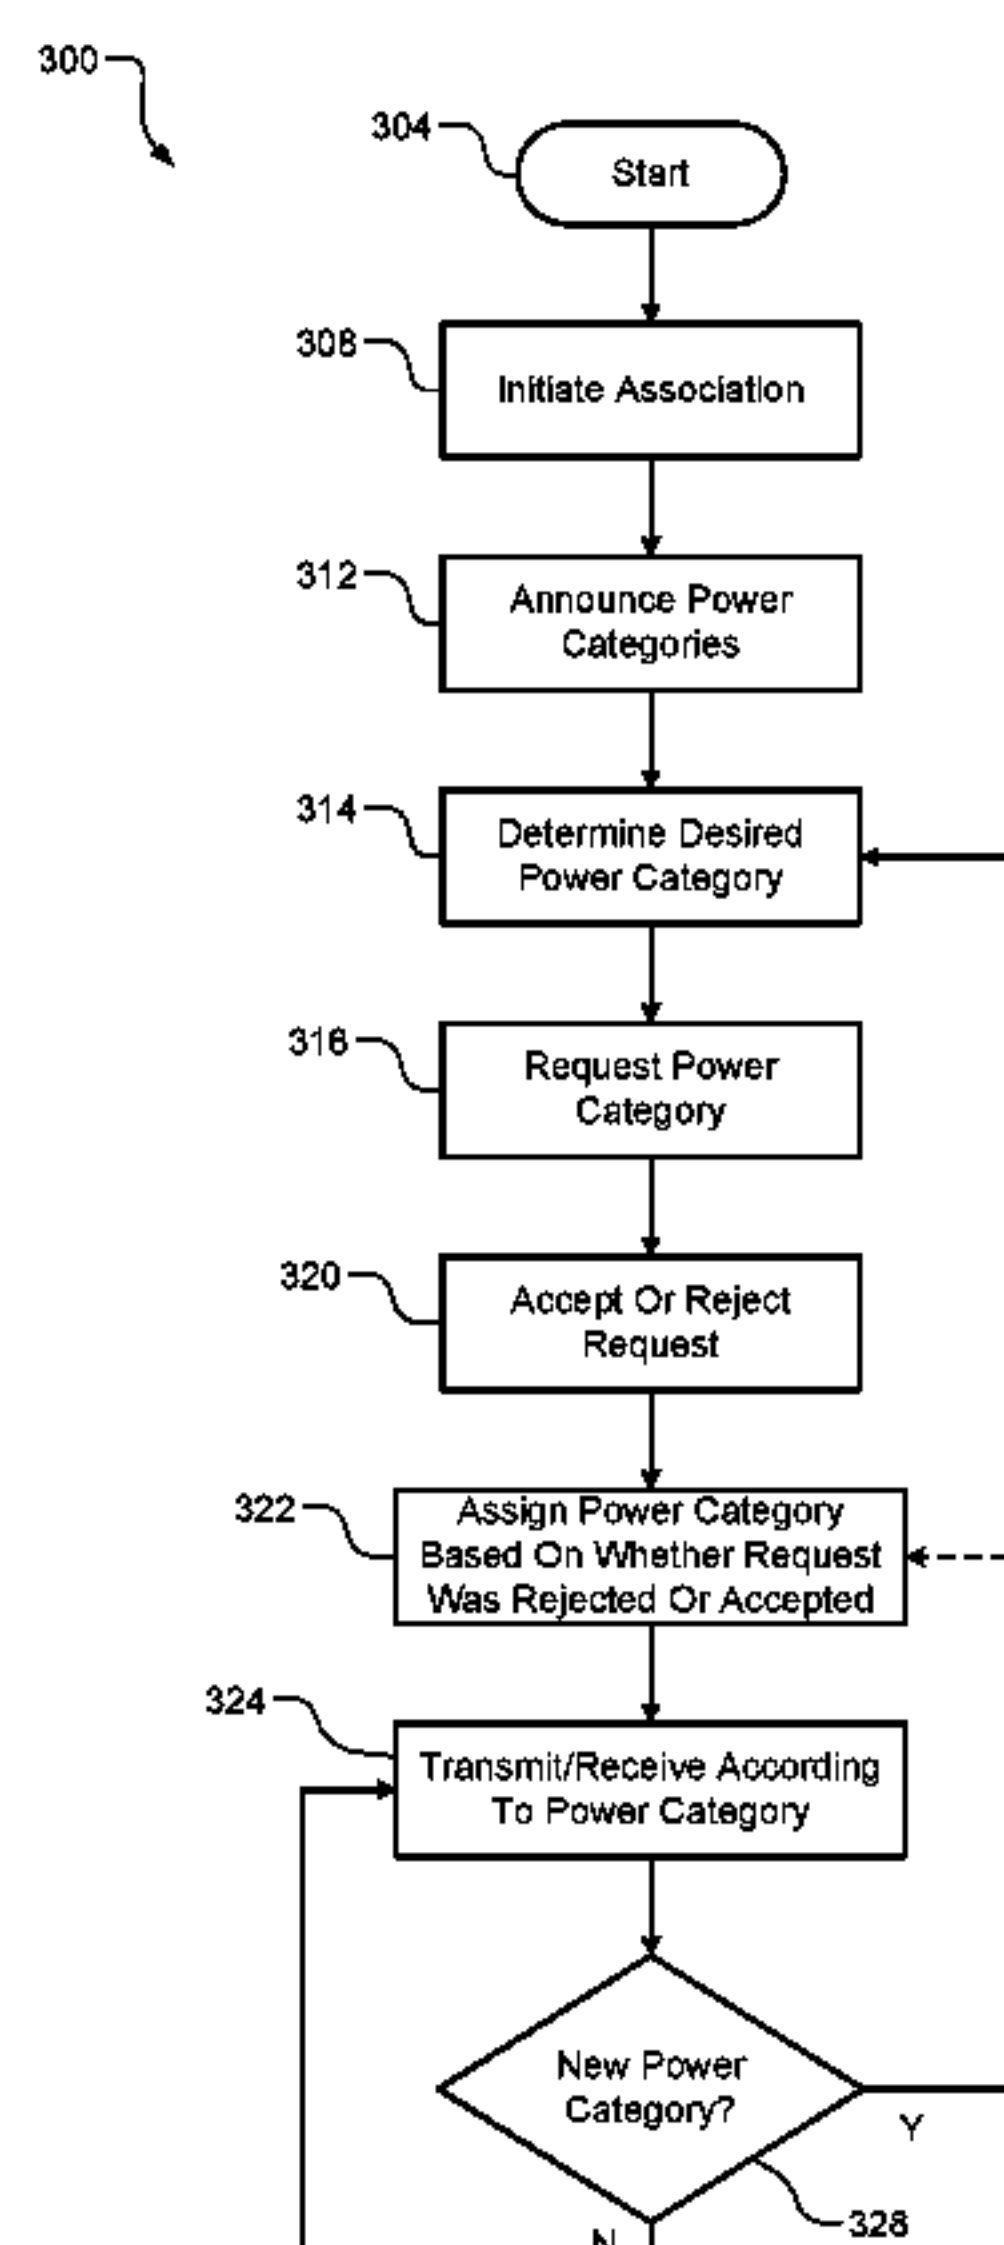 300
304
Start
308
Initiate Association
312
Announce Power
Categories
314
Determine Desired
Power Category
316
Request Power
Category
320
Accept Or Reject
Request
322
Assign Power Category
Based On Whether Request
Was Rejected Or Accepted
324
Transmit/Receive According
To Power Category
New Power
Category?
Y
328
N